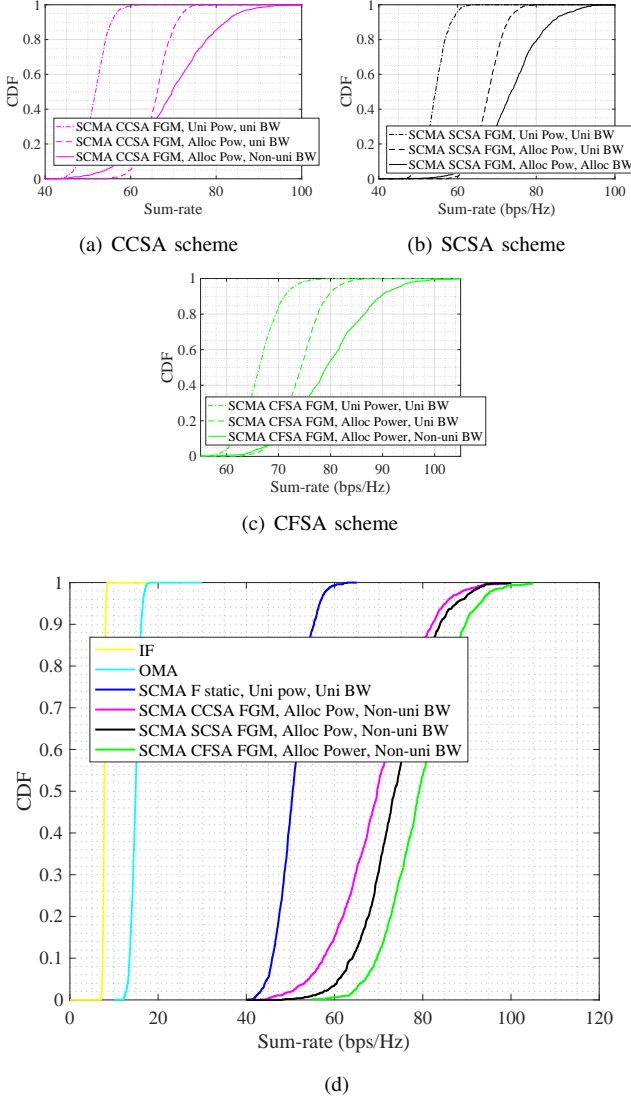 1
0.8
0.6
0.4
0.2
0
CDF
SCMA CCSA FGM, Uni Pow, uni BW
SCMA CCSA FGM, Alloc Pow, uni BW
SCMA CCSA FGM, Alloc Pow, Non-uni BW
40 60 80 100
Sum-rate
(a) CCSA scheme
1
0.8
0.6
0.4
0.2
0
CDF
SCMA SCSA FGM, Uni Pow, Uni BW
SCMA SCSA FGM, Alloc Pow, Uni BW
SCMA SCSA FGM, Alloc Pow, Alloc BW
40 60 80 100
Sum-rate (bps/Hz)
(b) SCSA scheme
1
0.8
0.6
0.4
0.2
0
CDF
SCMA CFSA FGM, Uni Power, Uni BW
SCMA CFSA FGM, Alloc Power, Uni BW
SCMA CFSA FGM, Alloc Power, Non-uni BW
60 70 80 90 100
Sum-rate (bps/Hz)
(c) CFSA scheme
1
0.9
0.8
0.7
0.6
0.5
0.4
0.3
0.2
0.1
0
CDF
IF
OMA
SCMA F static, Uni pow, Uni BW
SCMA CCSA FGM, Alloc Pow, Non-uni BW
SCMA SCSA FGM, Alloc Pow, Non-uni BW
SCMA CFSA FGM, Alloc Power, Non-uni BW
0 20 40 60 80 100 120
Sum-rate (bps/Hz)
(d)